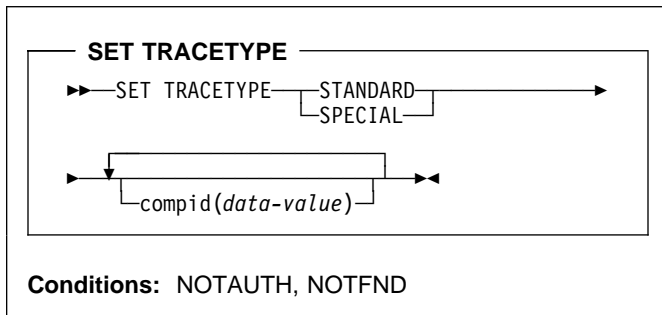 SET TRACETYPE
SET TRACETYPE STANDARD
SPECIAL
compid(data-value)
Conditions: NOTAUTH, NOTFND